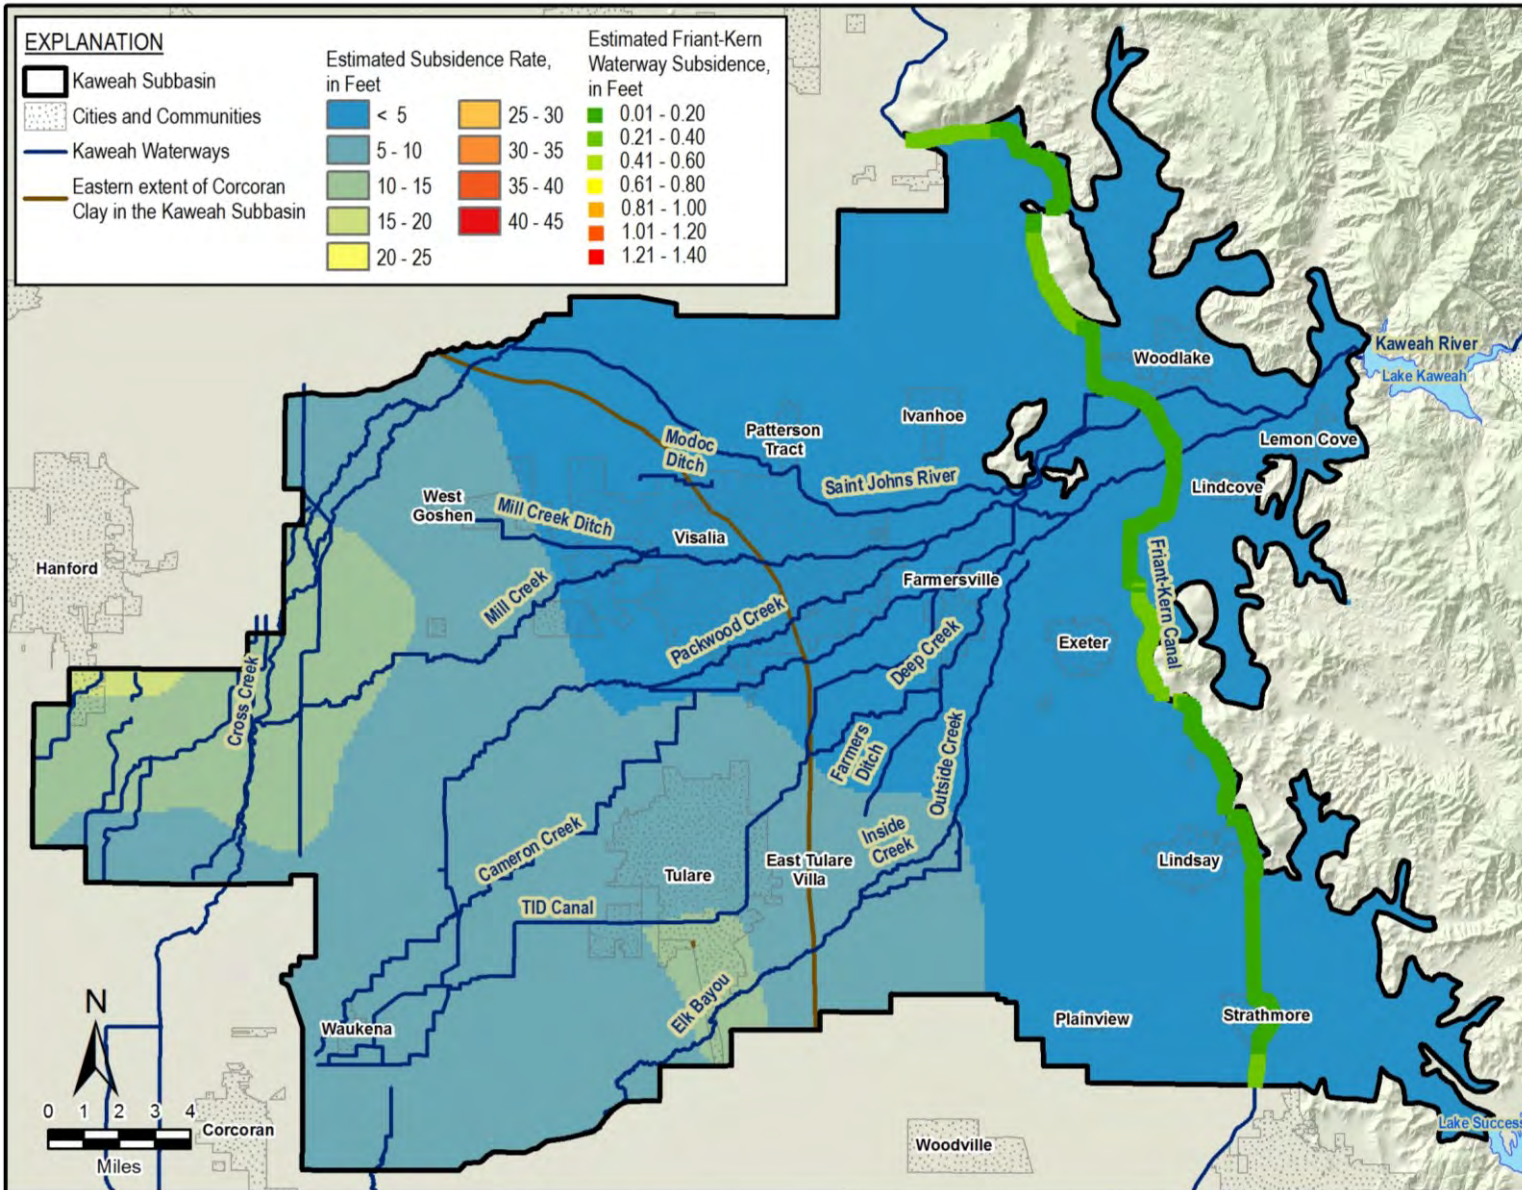 EXPLANATION
Kaweah Subbasin
Cities and Communities
Kaweah Waterways
Eastern extent of Corcoran
Clay in the Kaweah Subbasin
Estimated Subsidence Rate,
in Feet
< 5
5 - 10
10 - 15
15 - 20
20 - 25
25 - 30
30 - 35
35 - 40
40 - 45
Estimated Friant-Kern
Waterway Subsidence,
in Feet
0.01 - 0.20
0.21 - 0.40
0.41 - 0.60
0.61 - 0.80
0.81 - 1.00
1.01 - 1.20
1.21 - 1.40
Kaweah River
Lake Kaweah
Woodlake
Ivanhoe
Patterson
Tract
Lemon Cove
Modoc
Ditch
Saint Johns River
Lindcove
West
Goshen
Mill Creek Ditch
Visalia
Hanford
Mill Creek
Farmersville
Friant-Kern Canal
Packwood Creek
Deep Creek
Exeter
Cross Creek
Farmers
Ditch
Outside Creek
Cameron Creek
Inside
Creek
Tulare
East Tulare
Villa
Lindsay
TID Canal
Elk Bayou
Waukena
Plainview
Strathmore
N
0 1 2 3 4
Miles
Corcoran
Woodville
Lake Success